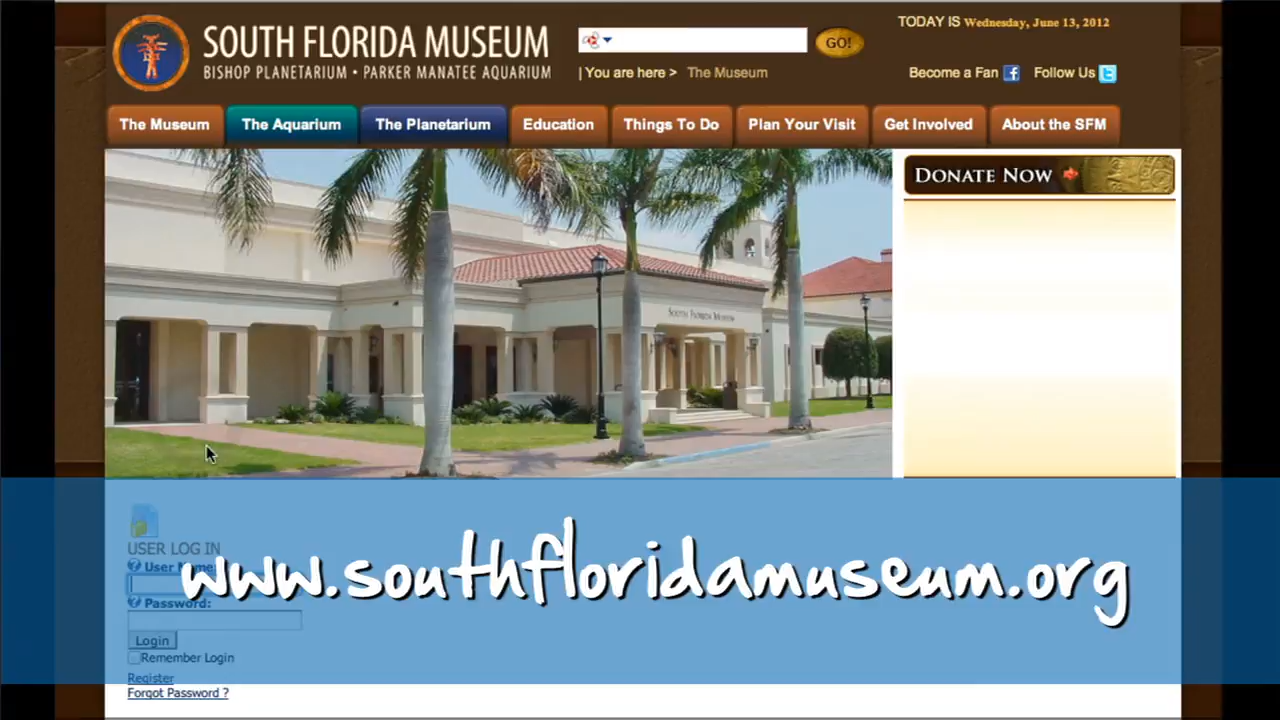 SOUTH FLORIDA MUSEUM
BISHOP PLANETARIUM • PARKER MANATEE AQUARIUM
GO!
TODAY IS Wednesday, June 13, 2012
| You are here > The Museum
Become a Fan
Follow Us
The Museum
The Aquarium
The Planetarium
Education
Things To Do
Plan Your Visit
Get Involved
About the SFM
DONATE NOW
SOUTH FLORIDA MUSEUM
USER LOG IN
User Name:
www.southfloridamuseum.org
Password:
Login
Remember Login
Register
Forgot Password ?